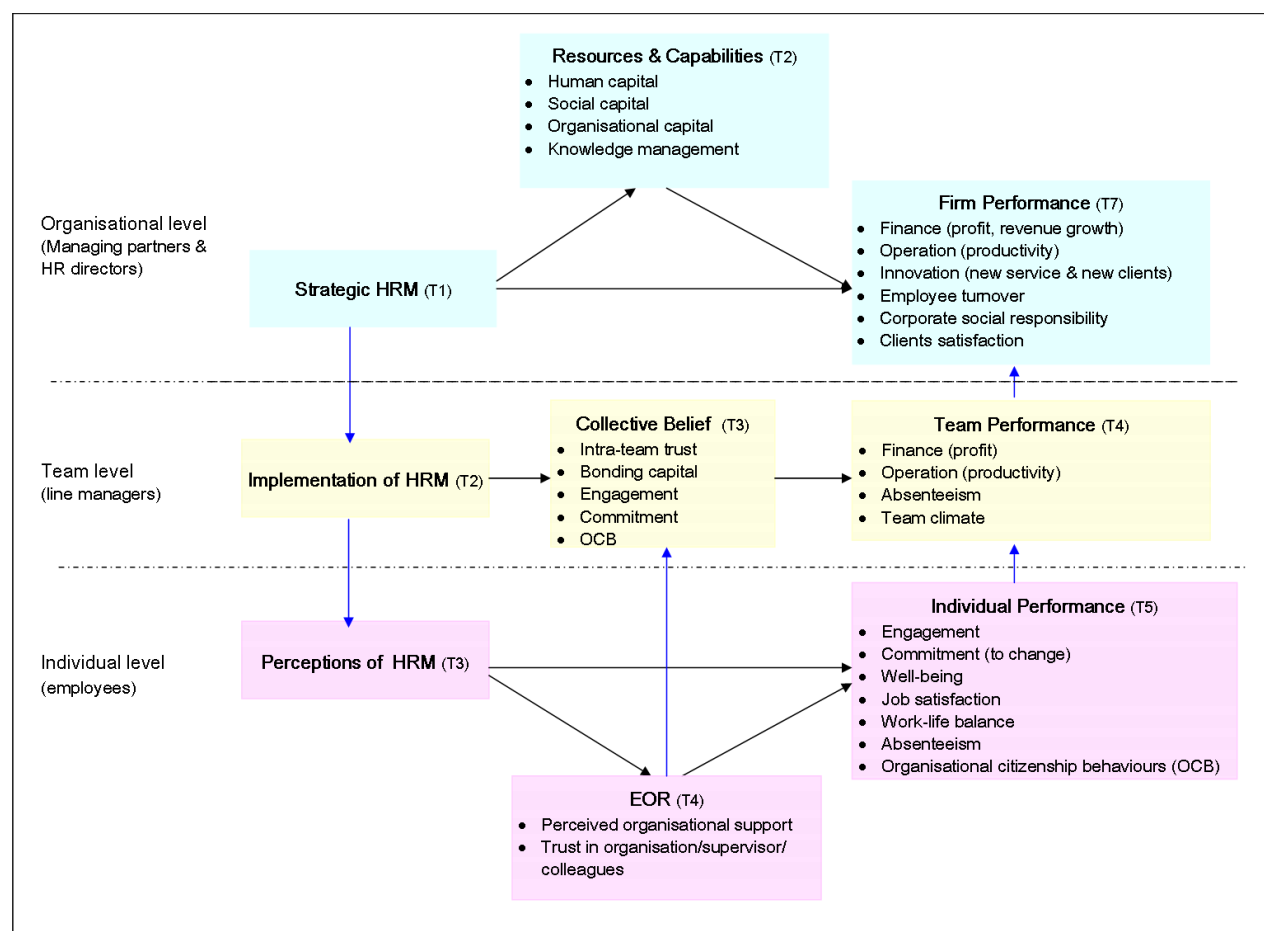 Resources & Capabilities (T2)
● Human capital
● Social capital
● Organisational capital
● Knowledge management
Organisational level
(Managing partners &
HR directors)
Strategic HRM (T1)
Firm Performance (T7)
● Finance (profit, revenue growth)
● Operation (productivity)
● Innovation (new service & new clients)
● Employee turnover
● Corporate social responsibility
● Clients satisfaction
Team level
(line managers)
Implementation of HRM (T2)
Collective Belief (T3)
● Intra-team trust
● Bonding capital
● Engagement
● Commitment
● OCB
Team Performance (T4)
● Finance (profit)
● Operation (productivity)
● Absenteeism
● Team climate
Individual level
(employees)
Perceptions of HRM (T3)
Individual Performance (T5)
● Engagement
● Commitment (to change)
● Well-being
● Job satisfaction
● Work-life balance
● Absenteeism
● Organisational citizenship behaviours (OCB)
EOR (T4)
● Perceived organisational support
● Trust in organisation/supervisor/
colleagues